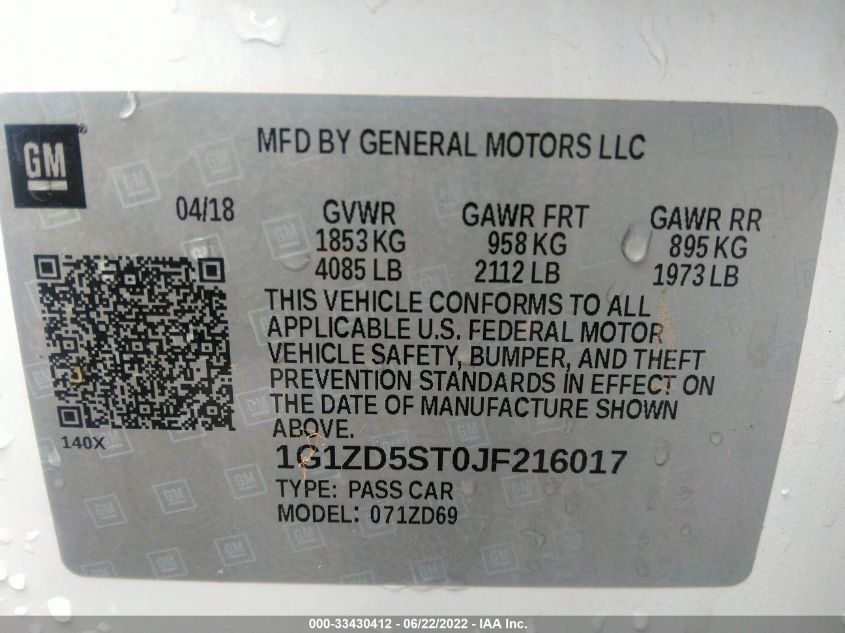 GM
MFD BY GENERAL MOTORS LLC
04/18
GVWR
1853 KG
4085 LB
GAWR FRT
958 KG
2112 LB
GAWR RR
895 KG
1973 LB
THIS VEHICLE CONFORMS TO ALL
APPLICABLE U.S. FEDERAL MOTOR
VEHICLE SAFETY, BUMPER, AND THEFT
PREVENTION STANDARDS IN EFFECT ON
THE DATE OF MANUFACTURE SHOWN
ABOVE.
140X
1G1ZD5ST0JF216017
TYPE: PASS CAR
MODEL: 071ZD69
000-33430412 - 06/22/2022 - IAA Inc.